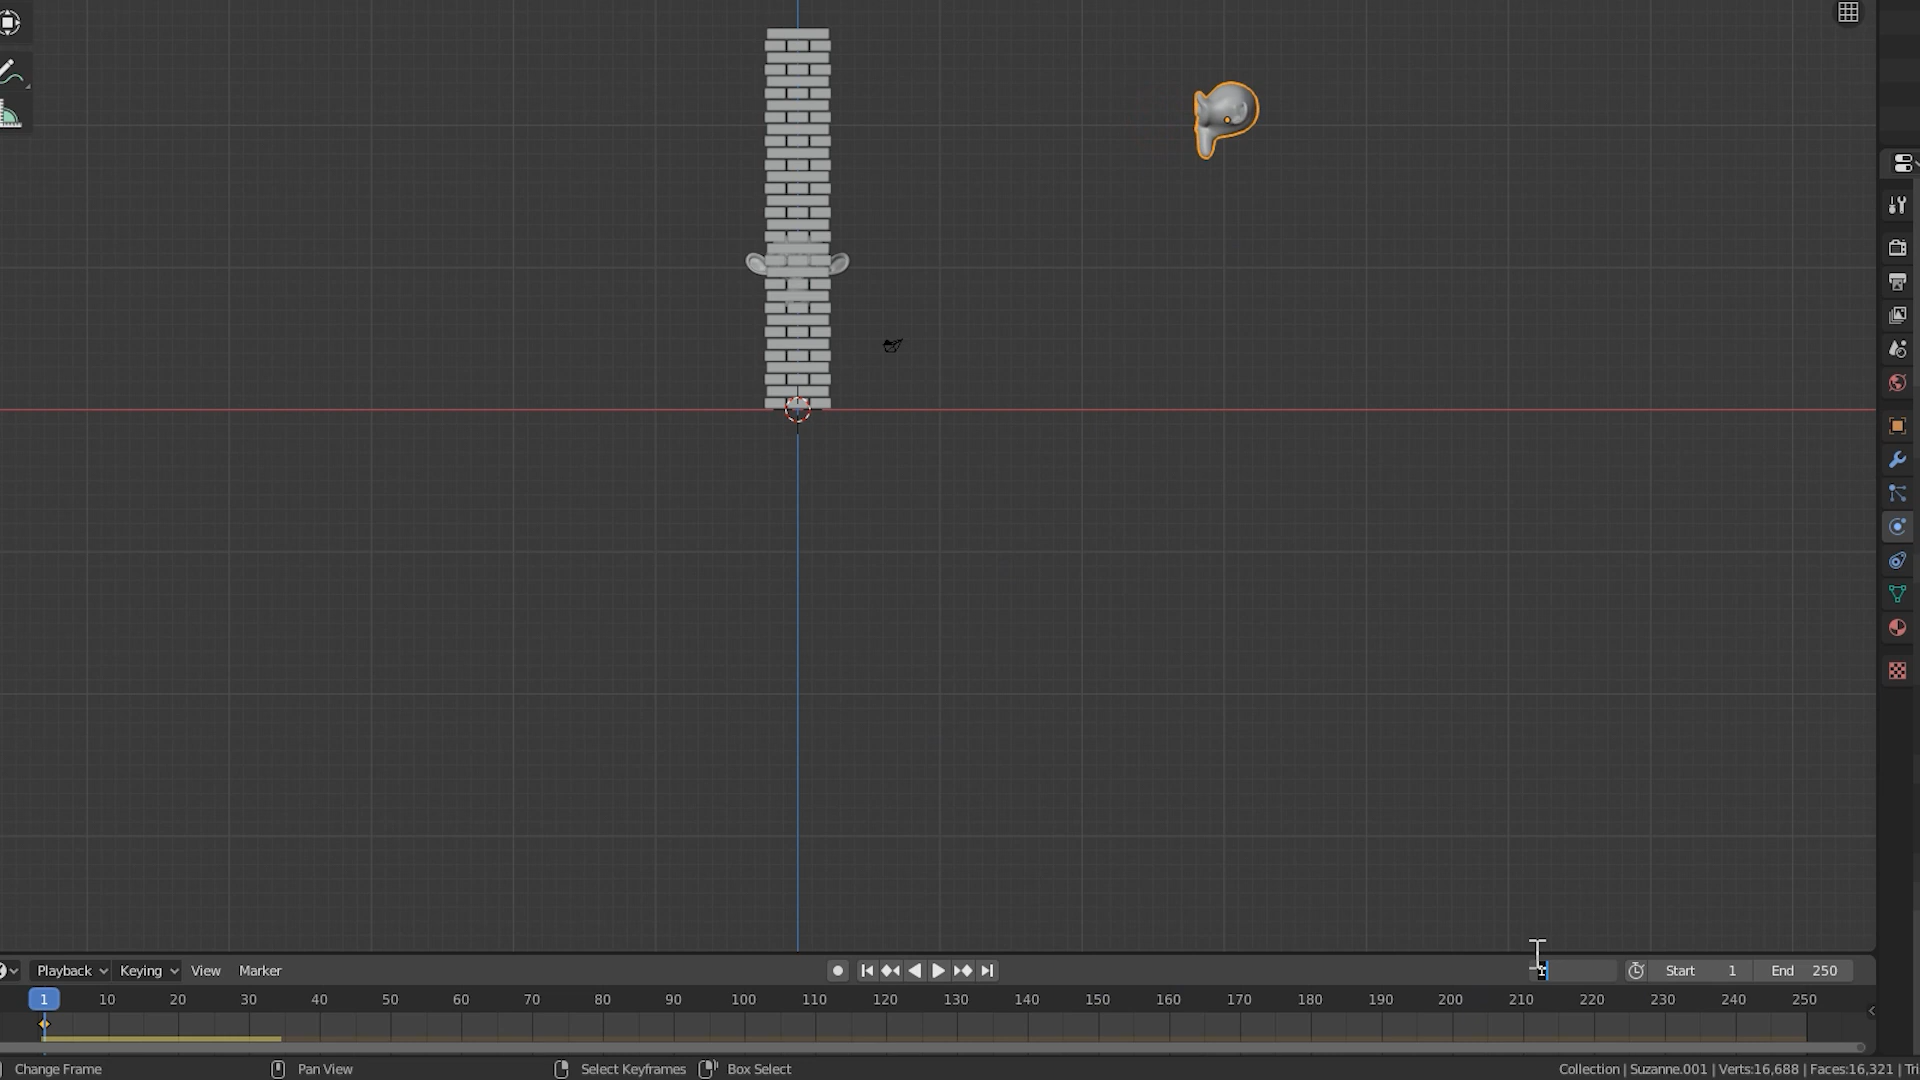 Playback Keying View Marker 1 Start 1 End 250
1 10 20 30 40 50 60 70 80 90 100 110 120 130 140 150 160 170 180 190 200 210 220 230 240 250
Change Frame Pan View Select Keyframes Box Select Collection | Suzanne.001 | Verts:16,688 | Faces:16,321 | Tri